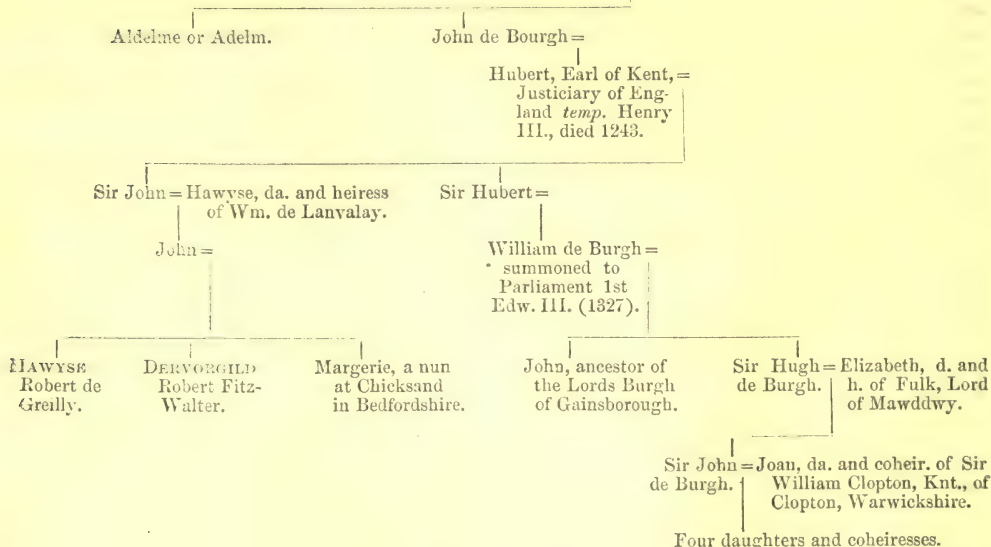 Aldelme or Adelm.
John de Bourgh =
Hubert, Earl of Kent, =
Justiciary of Eng-
land temp. Henry
III., died 1243.
Sir John = Hawyse, da. and heiress
of Wm. de Lanvalay.
Sir Hubert =
John =
William de Burgh =
summoned to
Parliament 1st
Edw. III. (1327).
HAWYSE
Robert de
Greilly.
DERVORGILD
Robert Fitz-
Walter.
Margerie, a nun
at Chicksand
in Bedfordshire.
John, ancestor of
the Lords Burgh
of Gainsborough.
Sir Hugh = Elizabeth, d. and
de Burgh. h. of Fulk, Lord
of Mawddwy.
Sir John = Joan, da. and coheir. of Sir
de Burgh. William Clopton, Knt., of
Clopton, Warwickshire.
Four daughters and coheiresses.